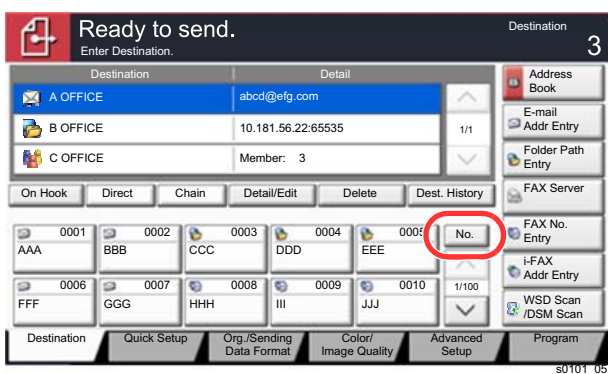 Ready to send.
Enter Destination.
Destination
3
Destination Detail
A OFFICE abcd@efg.com
B OFFICE 10.181.56.22:65535 1/1
C OFFICE Member: 3
On Hook Direct Chain Detail/Edit Delete Dest. History
0001 0002 0003 0004 0005 No.
AAA BBB CCC DDD EEE
0006 0007 0008 0009 0010 1/100
FFF GGG HHH III JJJ
Address
Book
E-mail
Addr Entry
Folder Path
Entry
FAX Server
FAX No.
Entry
i-FAX
Addr Entry
WSD Scan
/DSM Scan
Destination Quick Setup Org./Sending
Data Format Color/
Image Quality Advanced
Setup Program
s0101_05